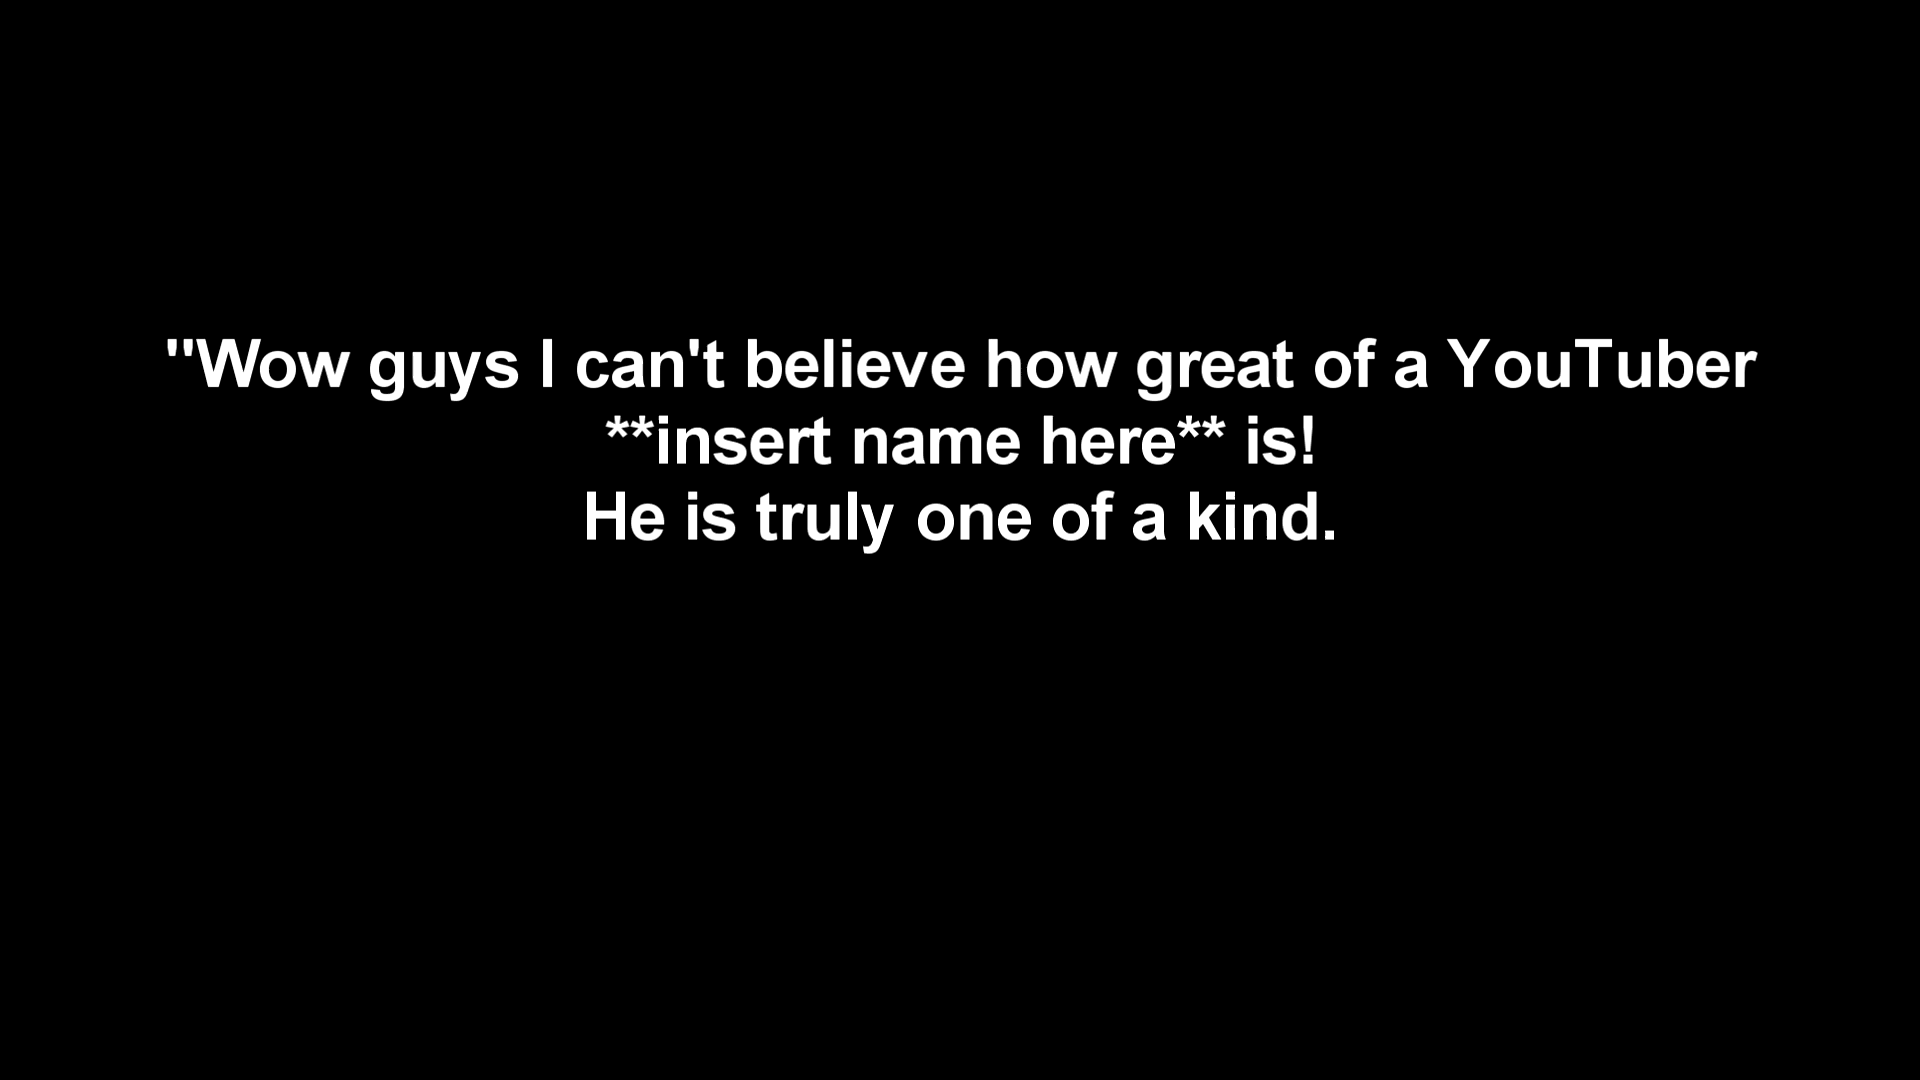 "Wow guys I can't believe how great of a YouTuber
**insert name here** is!
He is truly one of a kind.